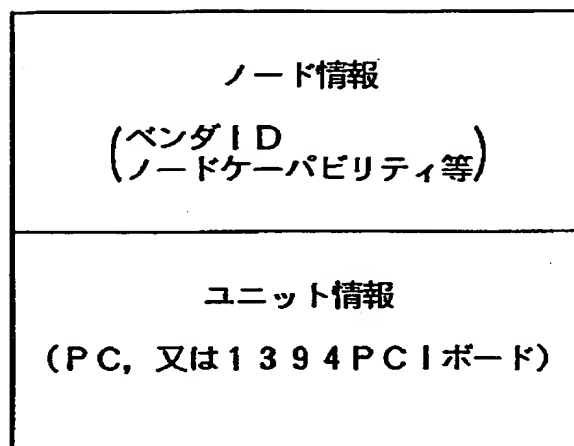 ノード情報
(ベンダID
ノードケーパビリティ等)
ユニット情報
(PC, 又は1394PCIボード)